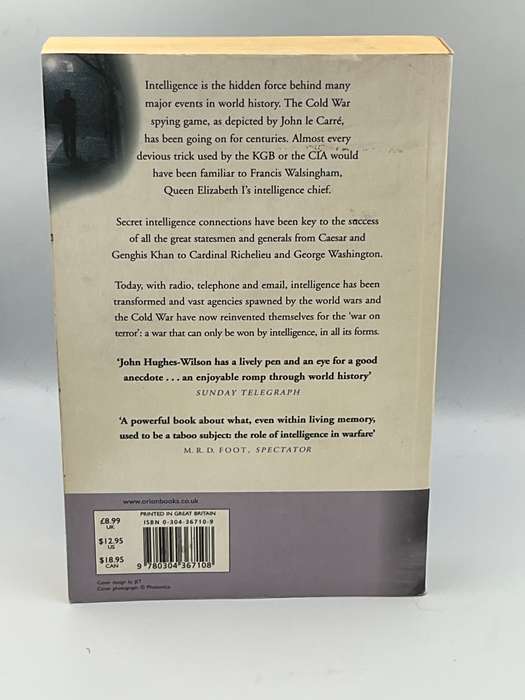 Intelligence is the hidden force behind many
major events in world history. The Cold War
spying game, as depicted by John le Carré,
has been going on for centuries. Almost every
devious trick used by the KGB or the CIA would
have been familiar to Francis Walsingham,
Queen Elizabeth I's intelligence chief.
Secret intelligence connections have been key to the success
of all the great statesmen and generals from Caesar and
Genghis Khan to Cardinal Richelieu and George Washington.
Today, with radio, telephone and email, intelligence has been
transformed and vast agencies spawned by the world wars and
the Cold War have now reinvented themselves for the 'war on
terror': a war that can only be won by intelligence, in all its forms.
'John Hughes-Wilson has a lively pen and an eye for a good
anecdote . . . an enjoyable romp through world history'
SUNDAY TELEGRAPH
'A powerful book about what, even within living memory,
used to be a taboo subject: the role of intelligence in warfare'
M. R. D. FOOT, SPECTATOR
www.orionbooks.co.uk
PRINTED IN GREAT BRITAIN
ISBN 0-304-36710-9
£8.99
UK
$12.95
US
$18.95
CAN
9 780304 367108
Cover design by JET
Cover photograph © Photonica